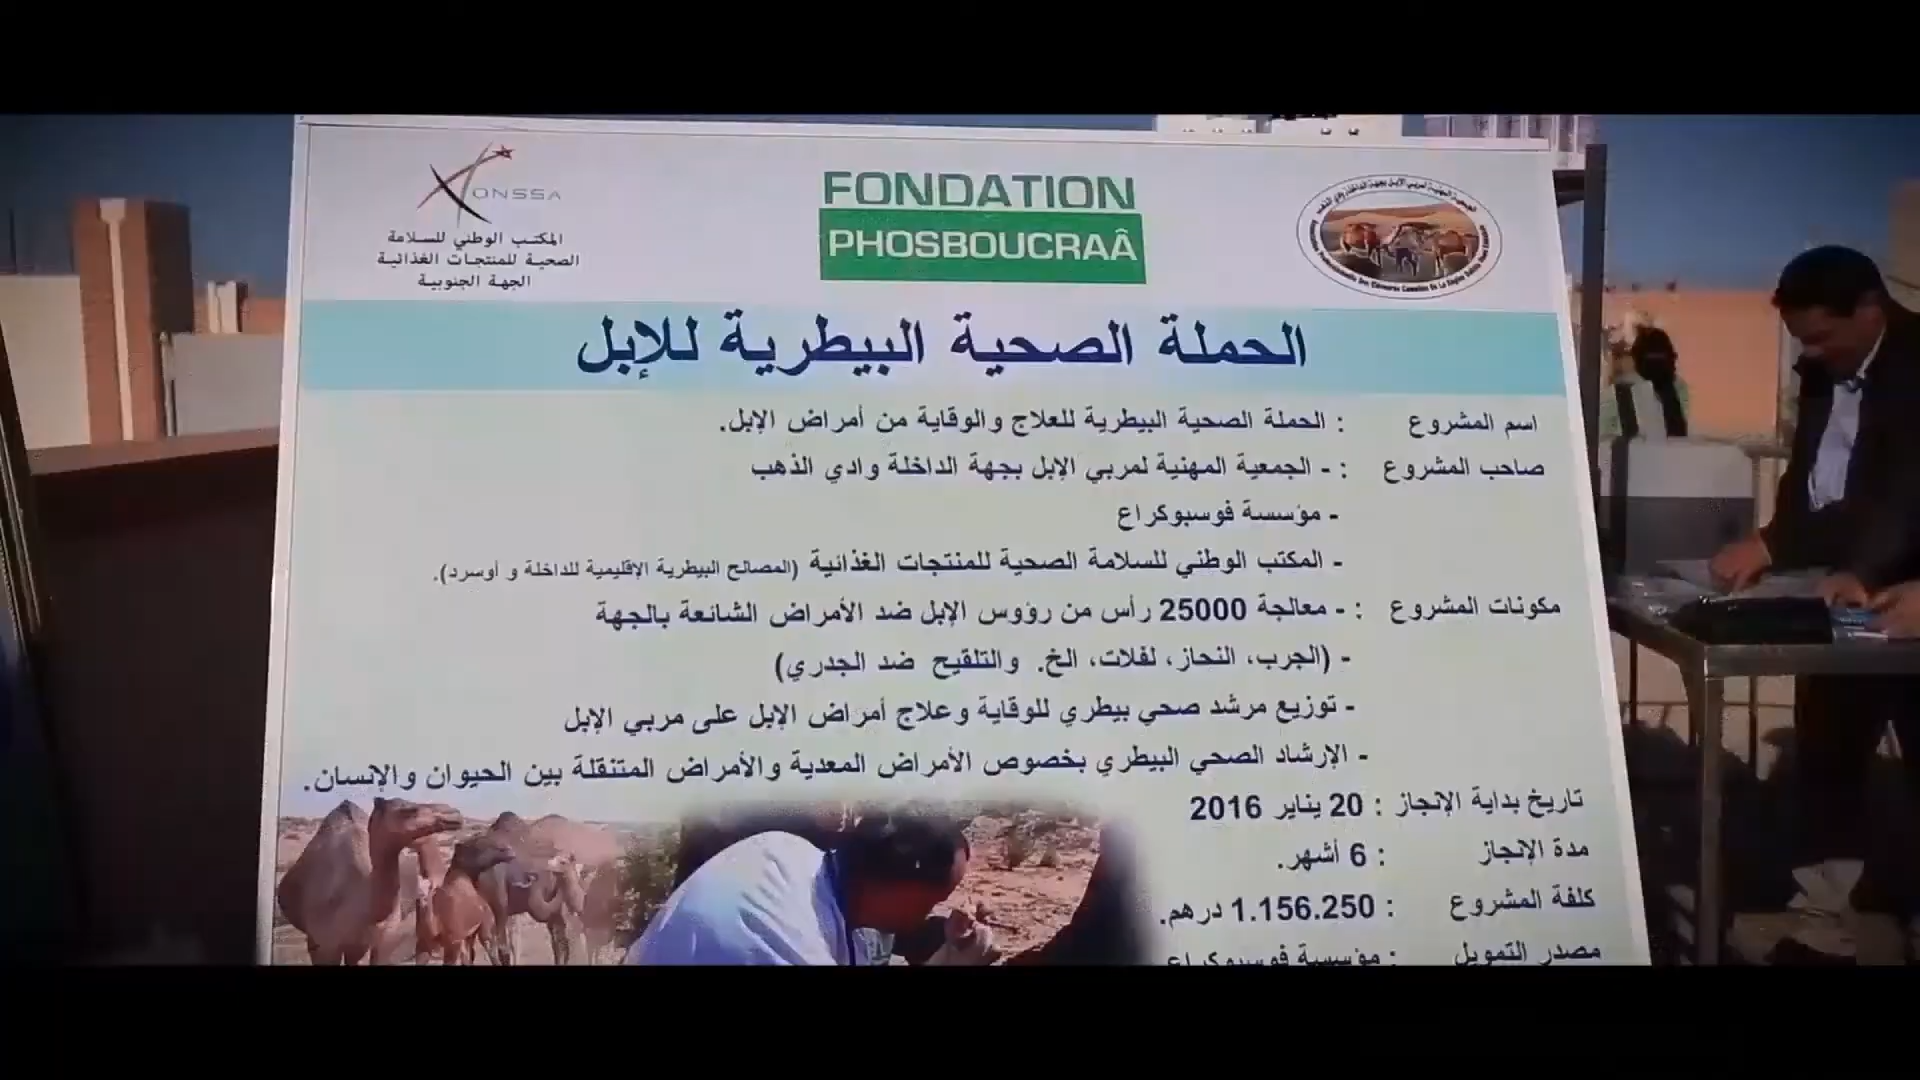 ONSSA
المكتب الوطني للسلامة
الصحية للمنتجات الغذائية
الجهة الجنوبية
FONDATION
PHOSBOUCRAÂ
الحملة الصحية البيطرية للإبل
اسم المشروع : الحملة الصحية البيطرية للعلاج والوقاية من أمراض الإبل.
صاحب المشروع : - الجمعية المهنية لمربي الإبل بجهة الداخلة وادي الذهب
- مؤسسة فوسبوكراع
- المكتب الوطني للسلامة الصحية للمنتجات الغذائية (المصالح البيطرية الإقليمية للداخلة و أوسرد).
مكونات المشروع : - معالجة 25000 رأس من رؤوس الإبل ضد الأمراض الشائعة بالجهة
- (الجرب، النحاز، لفلات، الخ. والتلقيح ضد الجدري)
- توزيع مرشد صحي بيطري للوقاية وعلاج أمراض الإبل على مربي الإبل
- الإرشاد الصحي البيطري بخصوص الأمراض المعدية والأمراض المتنقلة بين الحيوان والإنسان.
تاريخ بداية الإنجاز : 20 يناير 2016
مدة الإنجاز : 6 أشهر.
كلفة المشروع : 1.156.250 درهم.
مصدر التمويل : مؤسسة فوسبوكراع